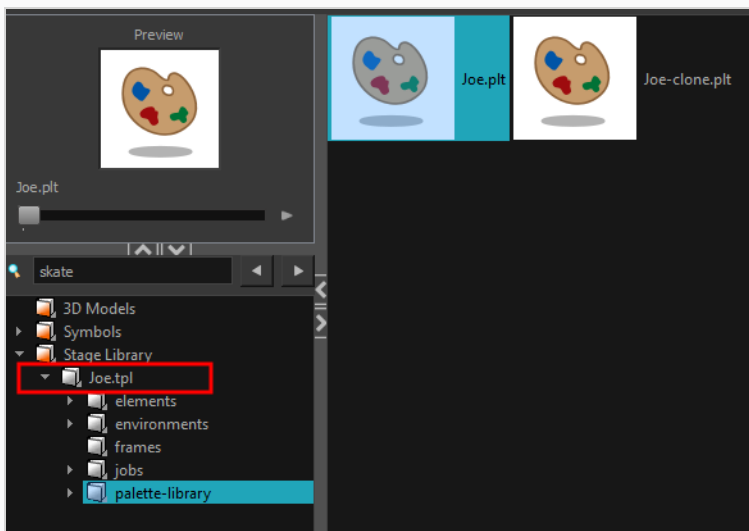 Preview
Joe.plt
skate
3D Models
Symbols
Stage Library
Joe.tpl
elements
environments
frames
jobs
palette-library
Joe.plt
Joe-clone.plt